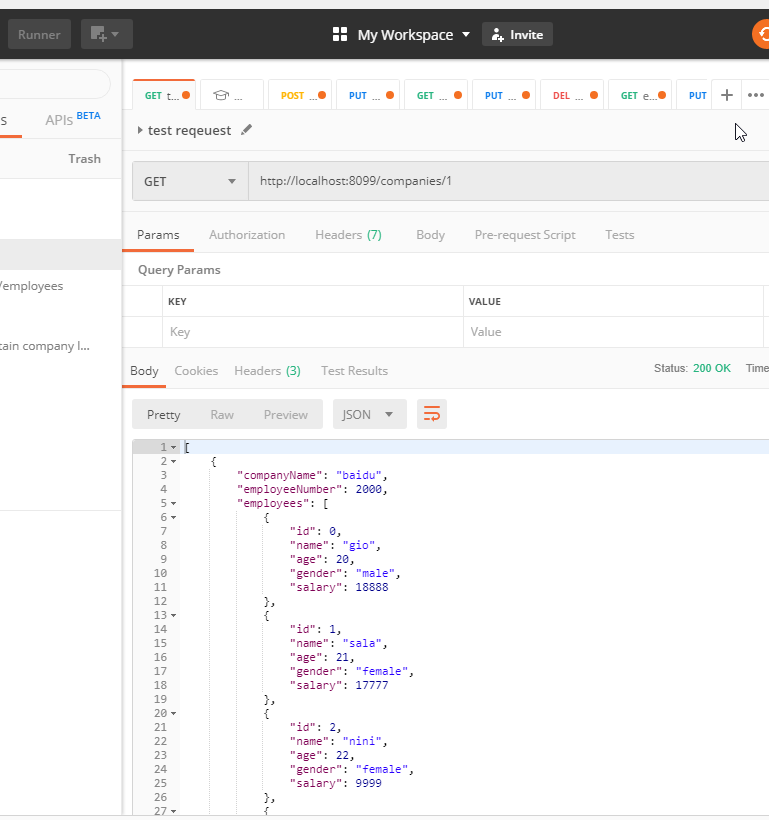 Runner
My Workspace
Invite
GET t...
...
POST ...
PUT ...
GET ...
PUT ...
DEL ...
GET e...
PUT
s
APIs BETA
test reqeuest
Trash
GET
http://localhost:8099/companies/1
Params Authorization Headers (7) Body Pre-request Script Tests
Query Params
KEY VALUE
Key Value
/employees
tain company l...
Body Cookies Headers (3) Test Results Status: 200 OK Time
Pretty Raw Preview JSON
1 [
2 {
3 "companyName": "baidu",
4 "employeeNumber": 2000,
5 "employees": [
6 {
7 "id": 0,
8 "name": "gio",
9 "age": 20,
10 "gender": "male",
11 "salary": 18888
12 },
13 {
14 "id": 1,
15 "name": "sala",
16 "age": 21,
17 "gender": "female",
18 "salary": 17777
19 },
20 {
21 "id": 2,
22 "name": "nini",
23 "age": 22,
24 "gender": "female",
25 "salary": 9999
26 },
27 {